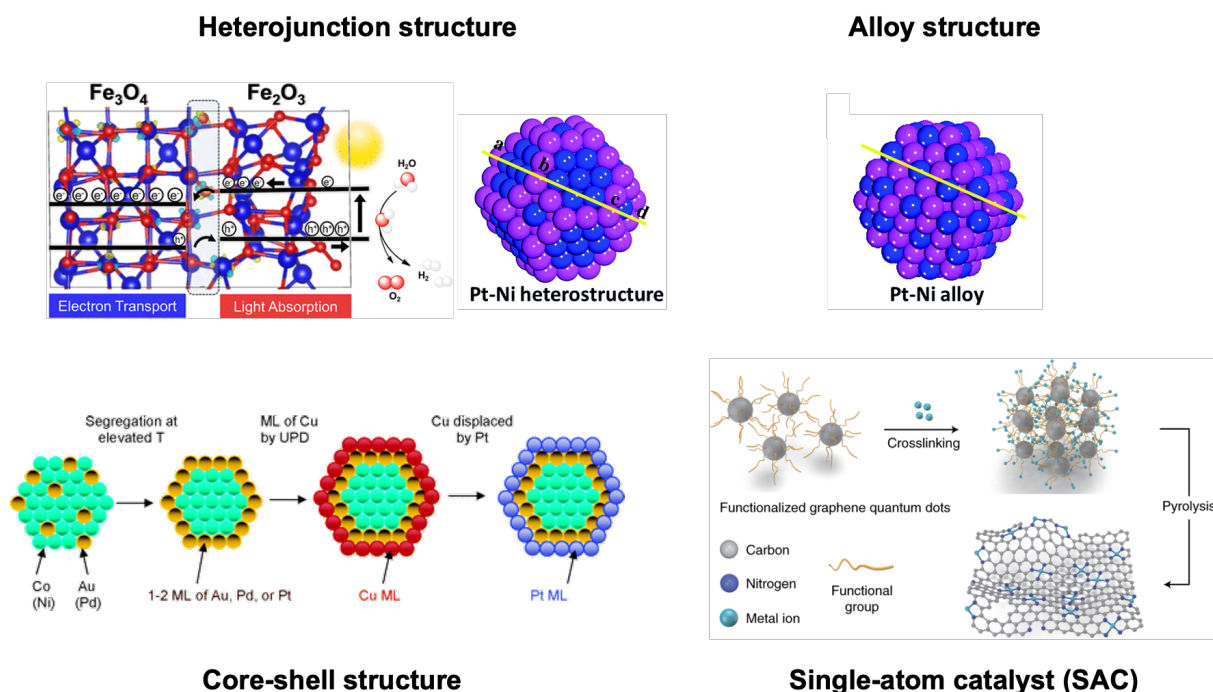 Heterojunction structure
Alloy structure
Fe3O4
Fe2O3
H2O
e- e- e- e- e- e- e-
e- e- e-
e-
h+
h+
h+ h+ h+
O2
H2
Electron Transport
Light Absorption
a
b
c
d
Pt-Ni heterostructure
Pt-Ni alloy
Segregation at
elevated T
ML of Cu
by UPD
Cu displaced
by Pt
Co
(Ni)
Au
(Pd)
1-2 ML of Au, Pd, or Pt
Cu ML
Pt ML
Crosslinking
Functionalized graphene quantum dots
Pyrolysis
Carbon
Nitrogen
Metal ion
Functional
group
Core-shell structure
Single-atom catalyst (SAC)